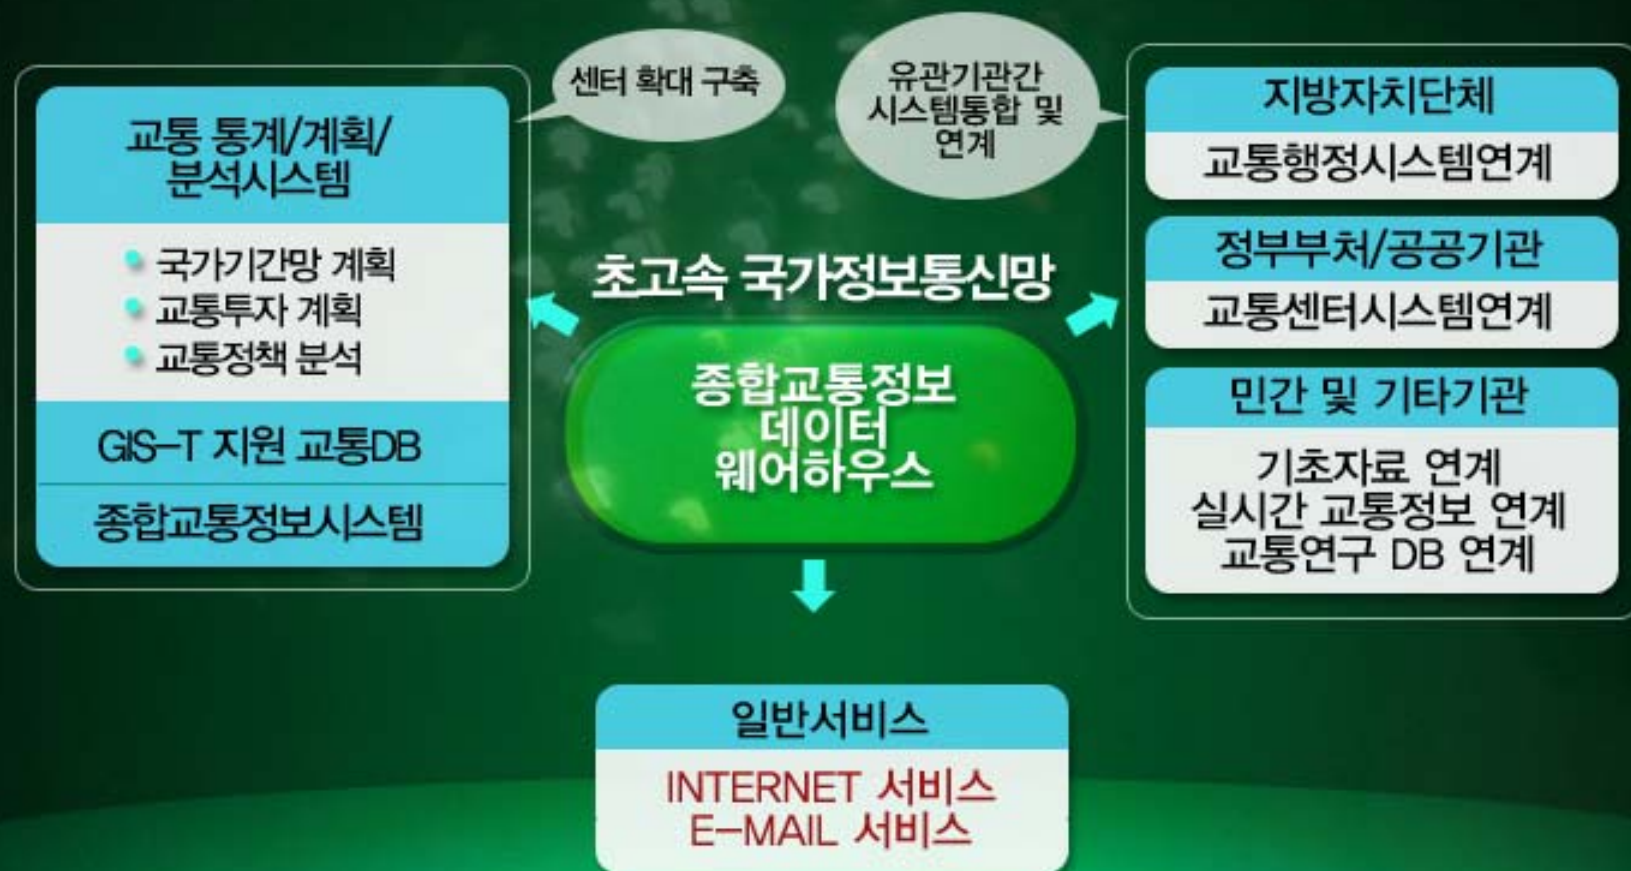 센터 확대 구축
유관기관간
시스템통합 및
연계
교통 통계/계획/
분석시스템
국가기간망 계획
교통투자 계획
교통정책 분석
GIS-T 지원 교통DB
종합교통정보시스템
초고속 국가정보통신망
종합교통정보
데이터
웨어하우스
지방자치단체
교통행정시스템연계
정부부처/공공기관
교통센터시스템연계
민간 및 기타기관
기초자료 연계
실시간 교통정보 연계
교통연구 DB 연계
일반서비스
INTERNET 서비스
E-MAIL 서비스